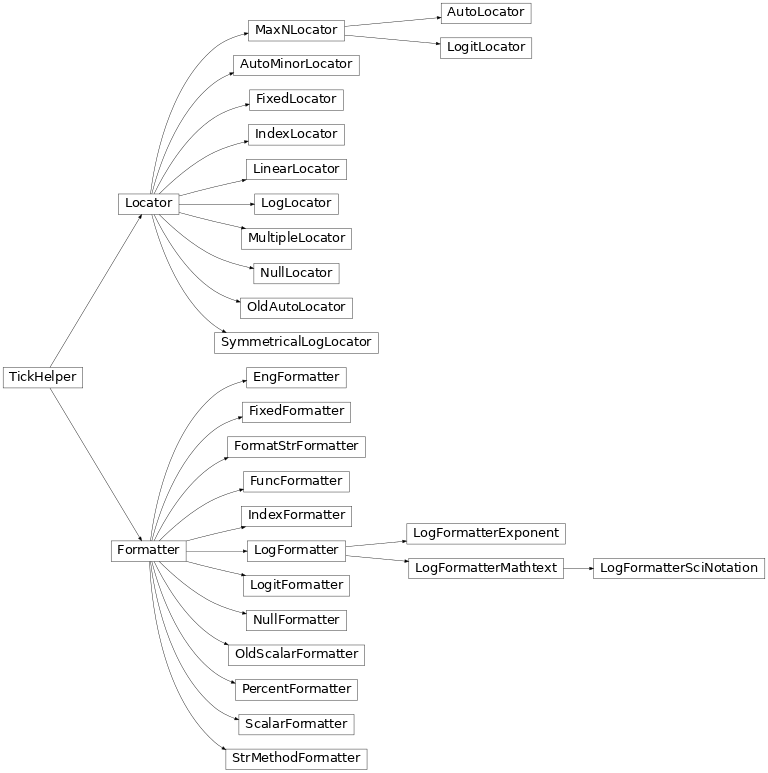 AutoLocator
MaxNLocator
LogitLocator
AutoMinorLocator
FixedLocator
IndexLocator
LinearLocator
Locator
LogLocator
MultipleLocator
NullLocator
OldAutoLocator
SymmetricalLogLocator
TickHelper
EngFormatter
FixedFormatter
FormatStrFormatter
FuncFormatter
IndexFormatter
LogFormatterExponent
Formatter
LogFormatter
LogFormatterMathtext
LogFormatterSciNotation
LogitFormatter
NullFormatter
OldScalarFormatter
PercentFormatter
ScalarFormatter
StrMethodFormatter